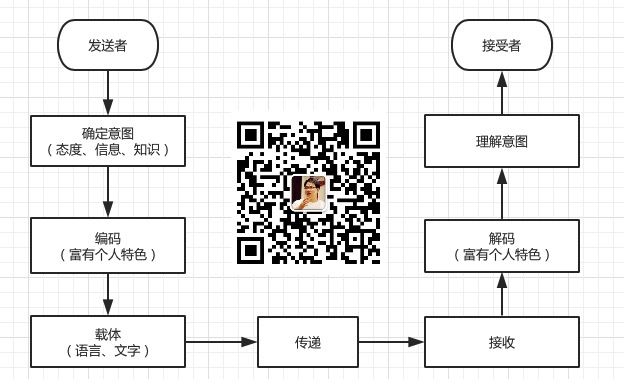 发送者
确定意图
（态度、信息、知识）
编码
（富有个人特色）
载体
（语言、文字）
传递
接收
解码
（富有个人特色）
理解意图
接受者